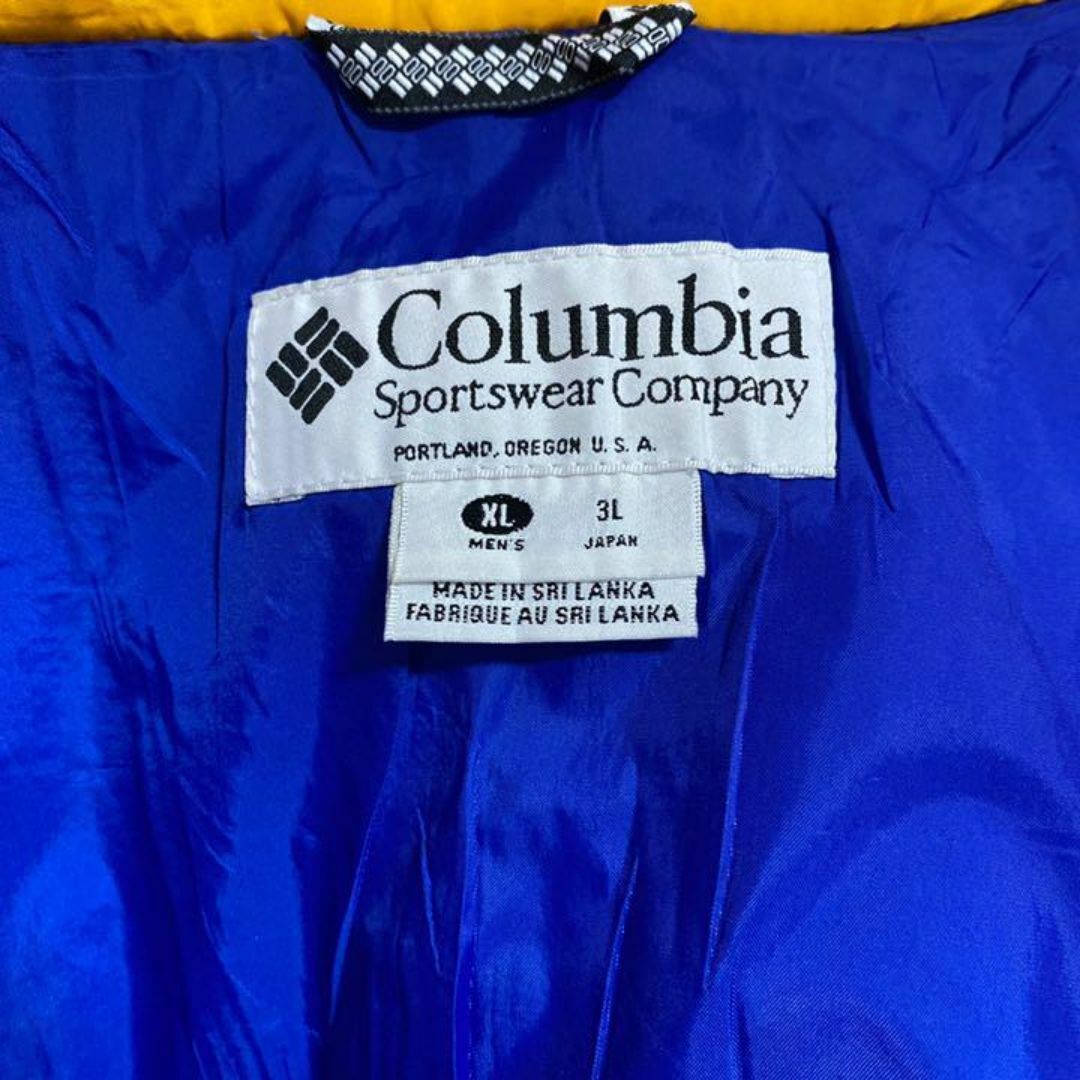 Columbia
Sportswear Company
PORTLAND, OREGON U.S.A.
XL 3L
MEN'S JAPAN
MADE IN SRI LANKA
FABRIQUE AU SRI LANKA